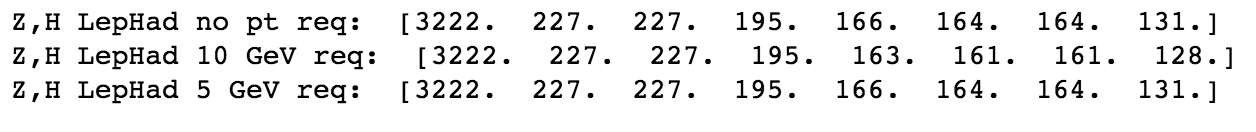 Z,H LepHad no pt req:  [3222.  227.  227.  195.  166.  164.  164.  131.]
Z,H LepHad 10 GeV req:  [3222.  227.  227.  195.  163.  161.  161.  128.]
Z,H LepHad 5 GeV req:  [3222.  227.  227.  195.  166.  164.  164.  131.]